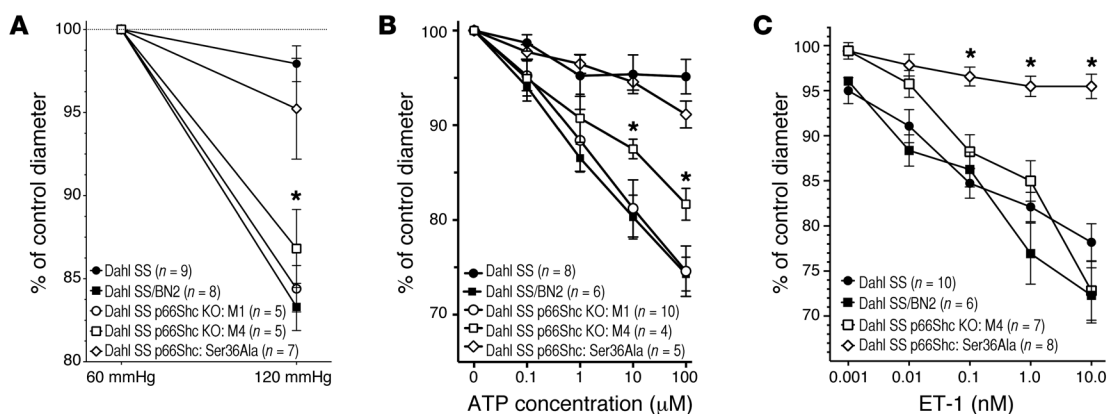 A
% of control diameter
100
95
90
85
80
60 mmHg
120 mmHg
*
Dahl SS (n = 9)
Dahl SS/BN2 (n = 8)
Dahl SS p66Shc KO: M1 (n = 5)
Dahl SS p66Shc KO: M4 (n = 5)
Dahl SS p66Shc: Ser36Ala (n = 7)
B
% of control diameter
100
90
80
70
* *
Dahl SS (n = 8)
Dahl SS/BN2 (n = 6)
Dahl SS p66Shc KO: M1 (n = 10)
Dahl SS p66Shc KO: M4 (n = 4)
Dahl SS p66Shc: Ser36Ala (n = 5)
0 0.1 1 10 100
ATP concentration (μM)
C
% of control diameter
100
95
90
85
80
75
70
* * *
Dahl SS (n = 10)
Dahl SS/BN2 (n = 6)
Dahl SS p66Shc KO: M4 (n = 7)
Dahl SS p66Shc: Ser36Ala (n = 8)
0.001 0.01 0.1 1.0 10.0
ET-1 (nM)